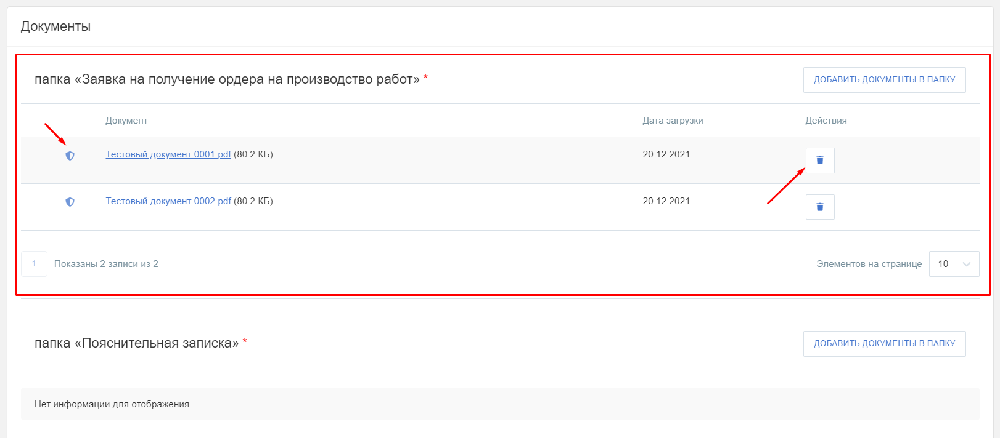 Документы
папка «Заявка на получение ордера на производство работ» *
ДОБАВИТЬ ДОКУМЕНТЫ В ПАПКУ
Документ Дата загрузки Действия
Тестовый документ 0001.pdf (80.2 КБ) 20.12.2021
Тестовый документ 0002.pdf (80.2 КБ) 20.12.2021
1 Показаны 2 записи из 2 Элементов на странице 10
папка «Пояснительная записка» *
ДОБАВИТЬ ДОКУМЕНТЫ В ПАПКУ
Нет информации для отображения